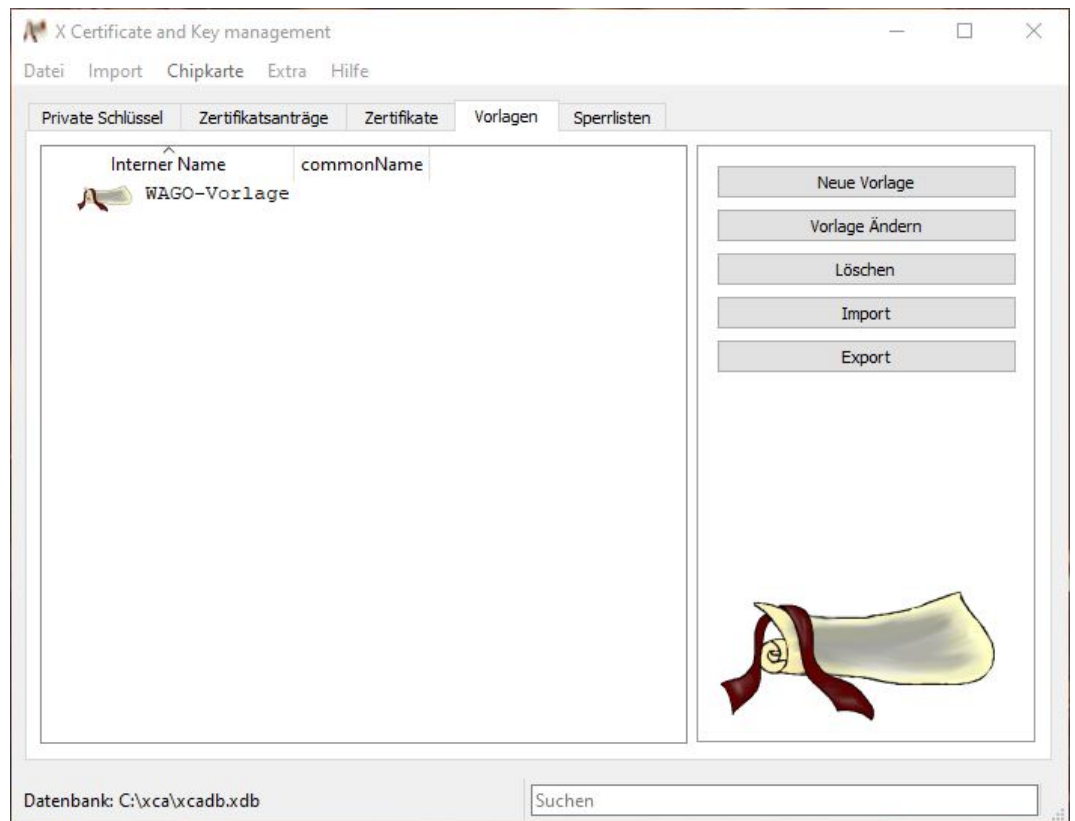 X Certificate and Key management
Datei Import Chipkarte Extra Hilfe
Private Schlüssel Zertifikatsanträge Zertifikate Vorlagen Sperrlisten
Interner Name commonName
WAGO-Vorlage
Neue Vorlage
Vorlage Ändern
Löschen
Import
Export
Datenbank: C:\xca\xcadb.xdb
Suchen